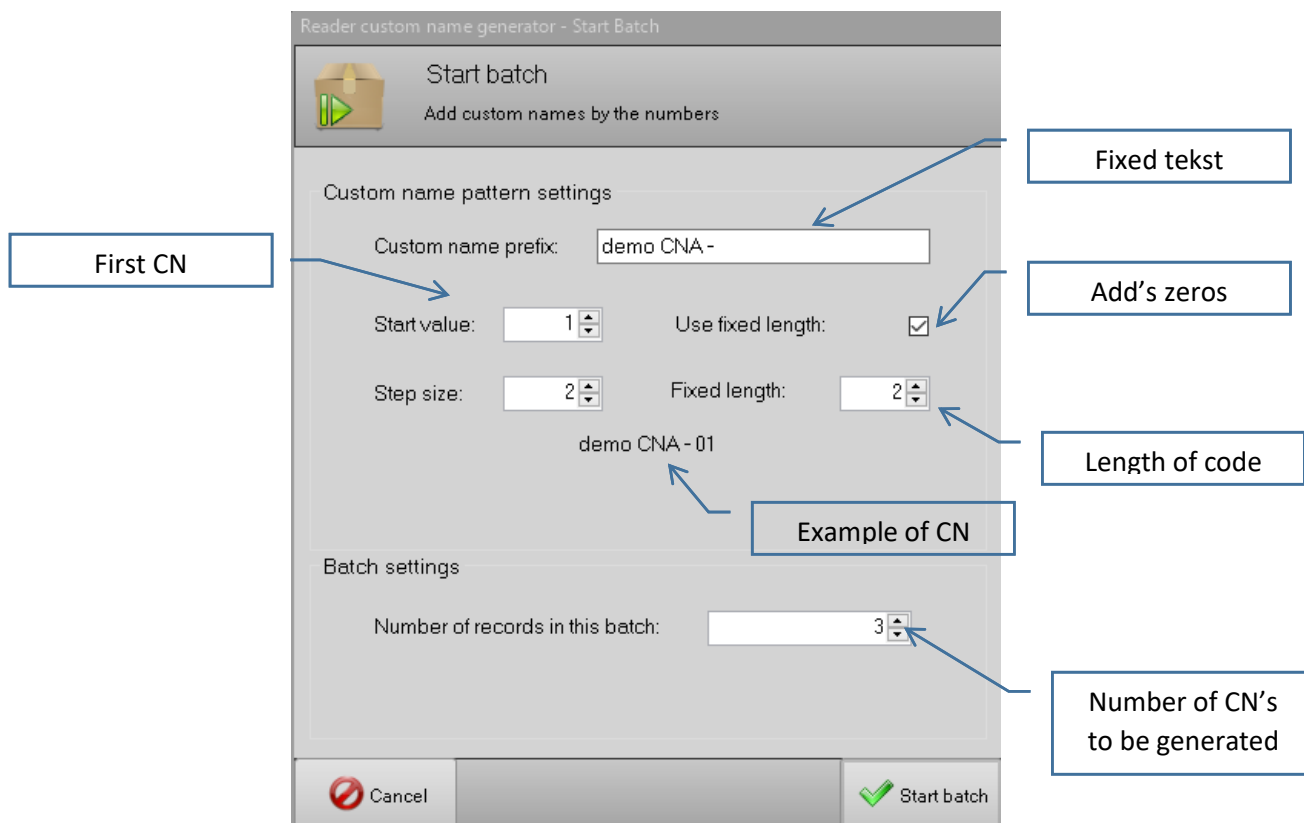 Reader custom name generator - Start Batch
Start batch
Add custom names by the numbers
Fixed tekst
Custom name pattern settings
Custom name prefix: demo CNA -
First CN
Add’s zeros
Start value: 1 Use fixed length:
Step size: 2 Fixed length: 2
demo CNA - 01
Length of code
Example of CN
Batch settings
Number of records in this batch: 3
Number of CN’s
to be generated
Cancel
Start batch